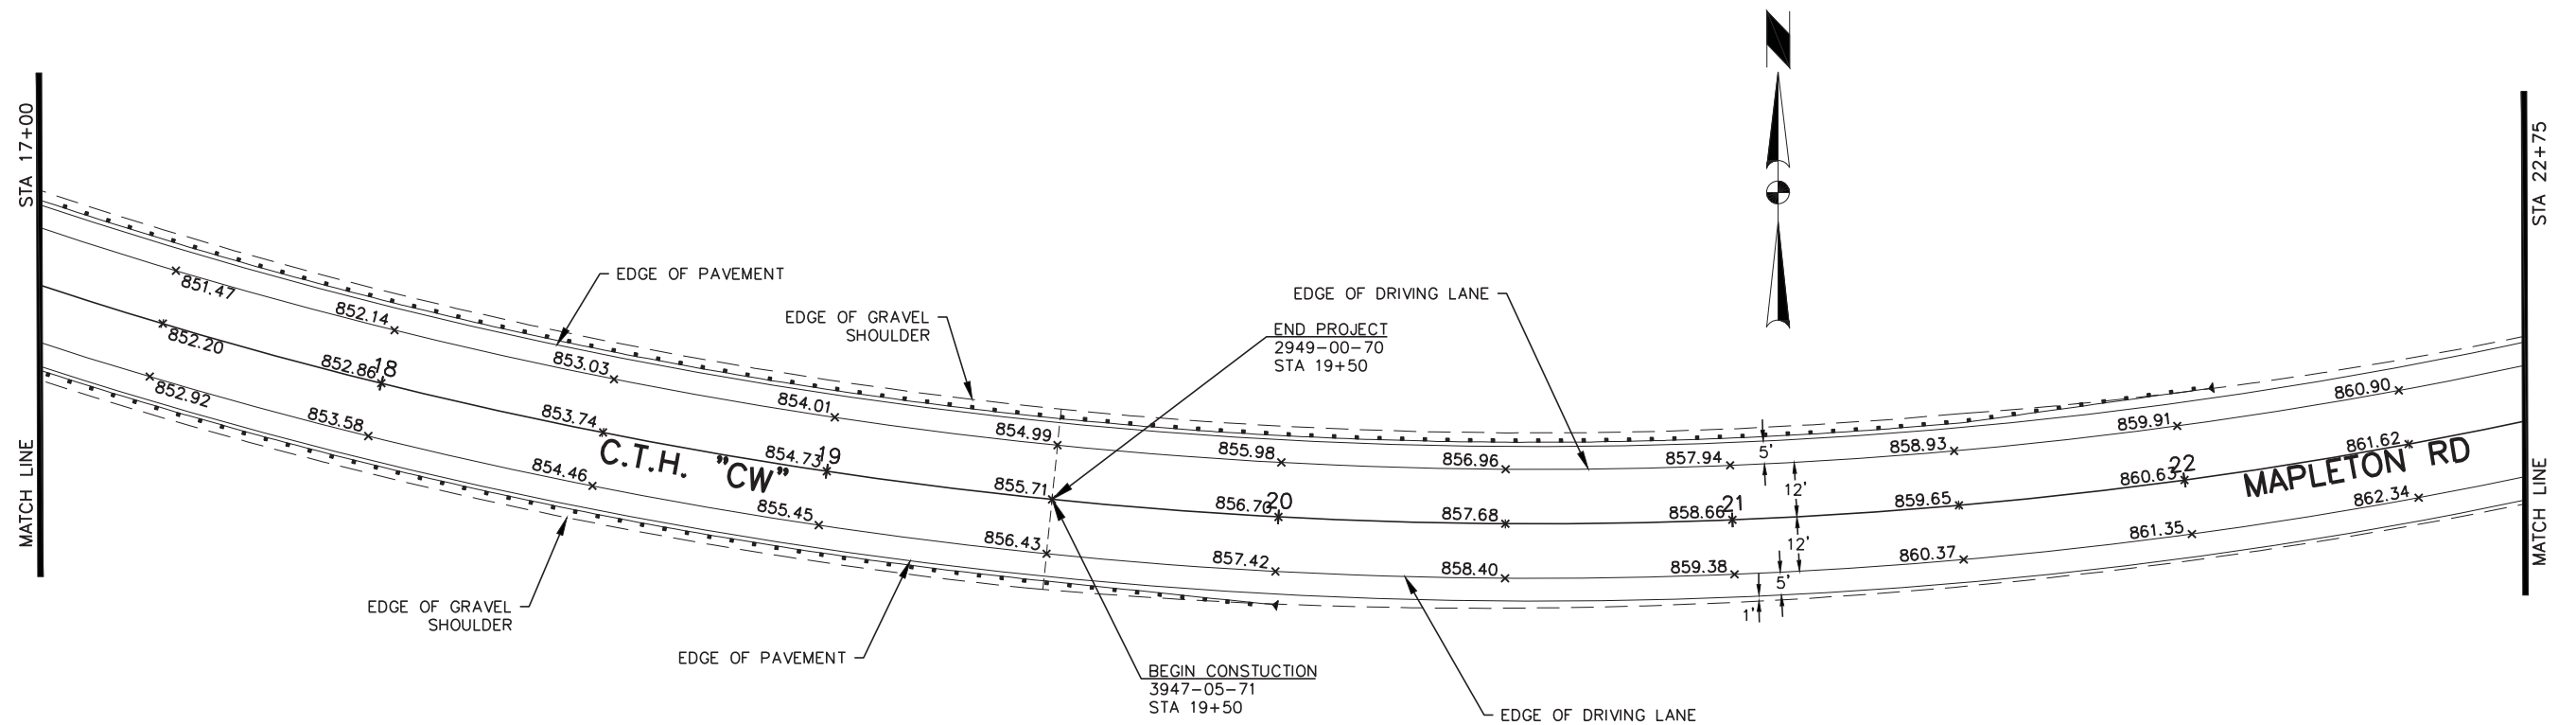 N
STA 17+00
MATCH LINE
STA 22+75
MATCH LINE
EDGE OF PAVEMENT
EDGE OF GRAVEL
SHOULDER
EDGE OF DRIVING LANE
END PROJECT
2949-00-70
STA 19+50
851.47
852.14
853.03
854.01
854.99
855.98
856.96
857.94
858.93
859.91
860.90
852.20
852.86
18
853.74
854.73
19
855.71
856.70
20
857.68
858.66
21
859.65
860.63
22
861.62
C.T.H. "CW"
MAPLETON RD
852.92
853.58
854.46
855.45
856.43
857.42
858.40
859.38
860.37
861.35
862.34
5'
12'
12'
5'
1'
EDGE OF GRAVEL
SHOULDER
EDGE OF PAVEMENT
BEGIN CONSTUCTION
3947-05-71
STA 19+50
EDGE OF DRIVING LANE